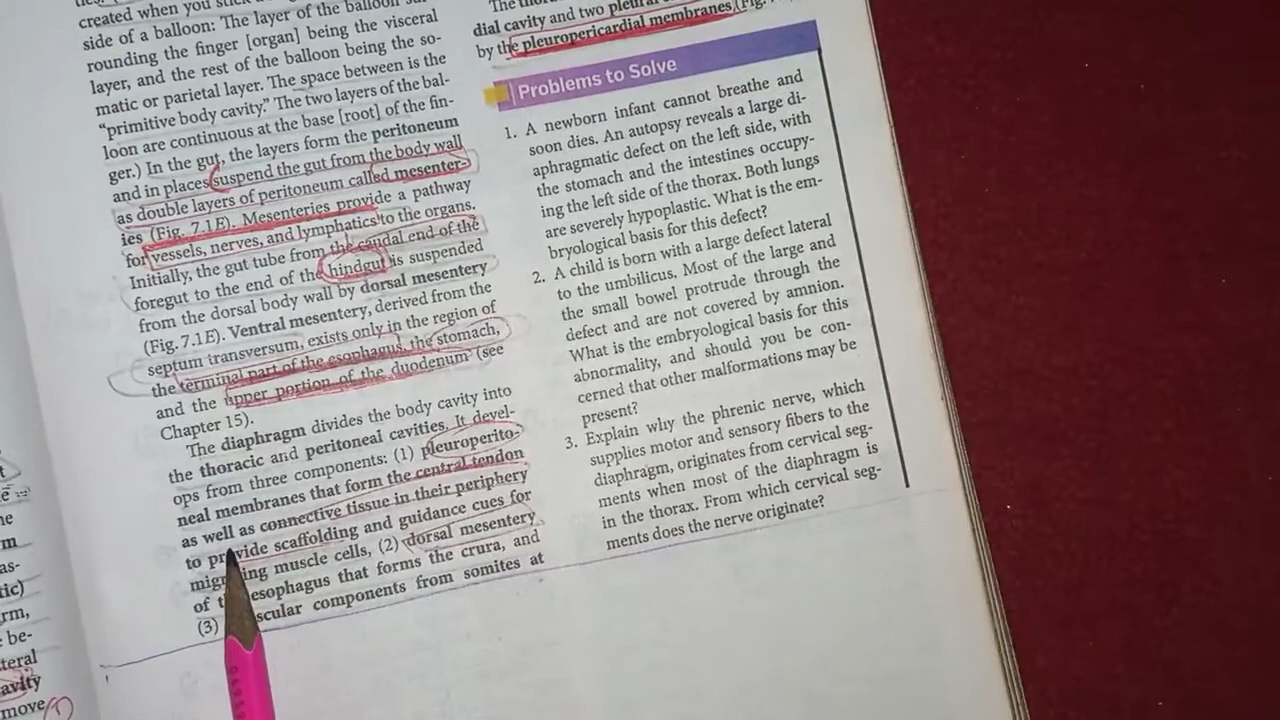 created when you stick
side of a balloon: The layer of the balloon sur-
rounding the finger [organ] being the visceral
layer, and the rest of the balloon being the so-
matic or parietal layer. The space between is the
“primitive body cavity.” The two layers of the bal-
loon are continuous at the base [root] of the fin-
ger.) In the gut, the layers form the peritoneum
and in places suspend the gut from the body wall
as double layers of peritoneum called mesenter-
ies (Fig. 7.1E). Mesenteries provide a pathway
for vessels, nerves, and lymphatics to the organs.
Initially, the gut tube from the caudal end of the
foregut to the end of the hindgut is suspended
from the dorsal body wall by dorsal mesentery
(Fig. 7.1E). Ventral mesentery, derived from the
septum transversum, exists only in the region of
the terminal part of the esophagus, the stomach,
and the upper portion of the duodenum (see
Chapter 15).
The diaphragm divides the body cavity into
the thoracic and peritoneal cavities. It devel-
ops from three components: (1) pleuroperito-
neal membranes that form the central tendon
as well as connective tissue in their periphery
to provide scaffolding and guidance cues for
migrating muscle cells, (2) dorsal mesentery
of esophagus that forms the crura, and
(3) scular components from somites at
The
dial cavity and two pleural
by the pleuropericardial membranes (Fig.
Problems to Solve
1. A newborn infant cannot breathe and
soon dies. An autopsy reveals a large di-
aphragmatic defect on the left side, with
the stomach and the intestines occupy-
ing the left side of the thorax. Both lungs
are severely hypoplastic. What is the em-
bryological basis for this defect?
2. A child is born with a large defect lateral
to the umbilicus. Most of the large and
the small bowel protrude through the
defect and are not covered by amnion.
What is the embryological basis for this
abnormality, and should you be con-
cerned that other malformations may be
present?
3. Explain why the phrenic nerve, which
supplies motor and sensory fibers to the
diaphragm, originates from cervical seg-
ments when most of the diaphragm is
in the thorax. From which cervical seg-
ments does the nerve originate?
m
as-
tic)
rm,
be-
teral
avity
move